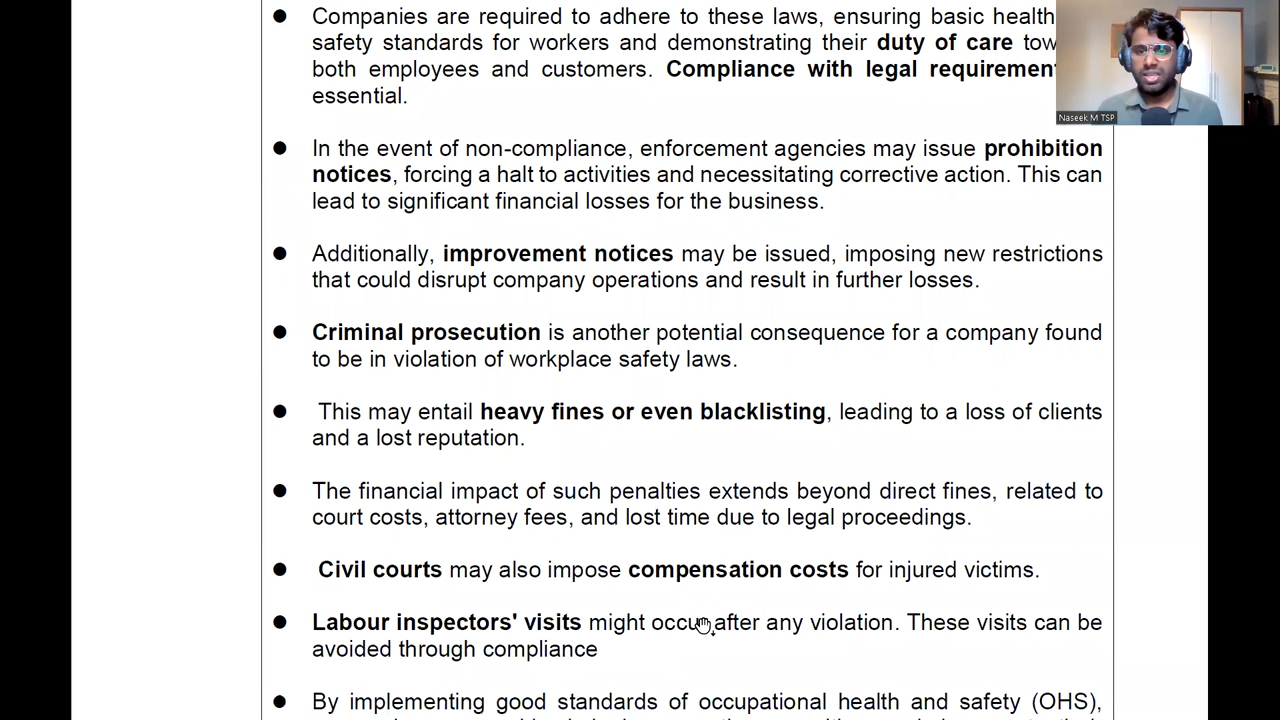 Companies are required to adhere to these laws, ensuring basic health
safety standards for workers and demonstrating their duty of care
both employees and customers. Compliance with legal
essential.
In the event of non-compliance, enforcement agencies may issue prohibition
notices, forcing a halt to activities and necessitating corrective action. This can
lead to significant financial losses for the business.
Additionally, improvement notices may be issued, imposing new restrictions
that could disrupt company operations and result in further losses.
Criminal prosecution is another potential consequence for a company found
to be in violation of workplace safety laws.
This may entail heavy fines or even blacklisting, leading to a loss of clients
and a lost reputation.
The financial impact of such penalties extends beyond direct fines, related to
court costs, attorney fees, and lost time due to legal proceedings.
Civil courts may also impose compensation costs for injured victims.
Labour inspectors' visits might occur after any violation. These visits can be
avoided through compliance
By implementing good standards of occupational health and safety (OHS),
Naseek M TSP